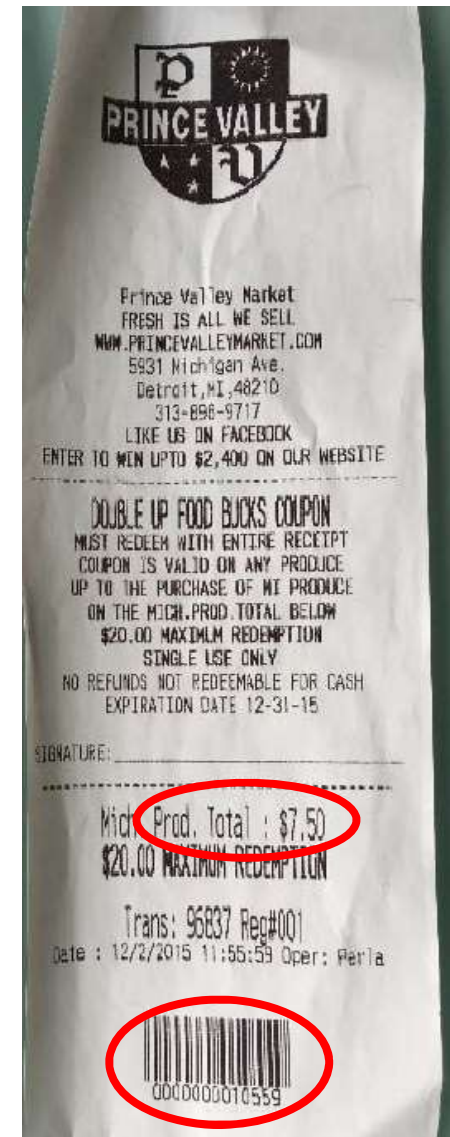 P
PRINCE VALLEY
V
Prince Valley Market
FRESH IS ALL WE SELL
WWW.PRINCEVALLEYMARKET.COM
5931 Michigan Ave.
Detroit,MI,48210
313-896-9717
LIKE US ON FACEBOOK
ENTER TO WIN UPTO $2,400 ON OUR WEBSITE
DOUBLE UP FOOD BUCKS COUPON
MUST REDEEM WITH ENTIRE RECEIPT
COUPON IS VALID ON ANY PRODUCE
UP TO THE PURCHASE OF MI PRODUCE
ON THE MICH.PROD.TOTAL BELOW
$20.00 MAXIMUM REDEMPTION
SINGLE USE ONLY
NO REFUNDS NOT REDEEMABLE FOR CASH
EXPIRATION DATE 12-31-15
SIGNATURE:
Mich. Prod. Total : $7.50
$20.00 MAXIMUM REDEMPTION
Trans: 96837 Reg#001
Date : 12/2/2015 11:55:59 Oper: Perla
0000000010559